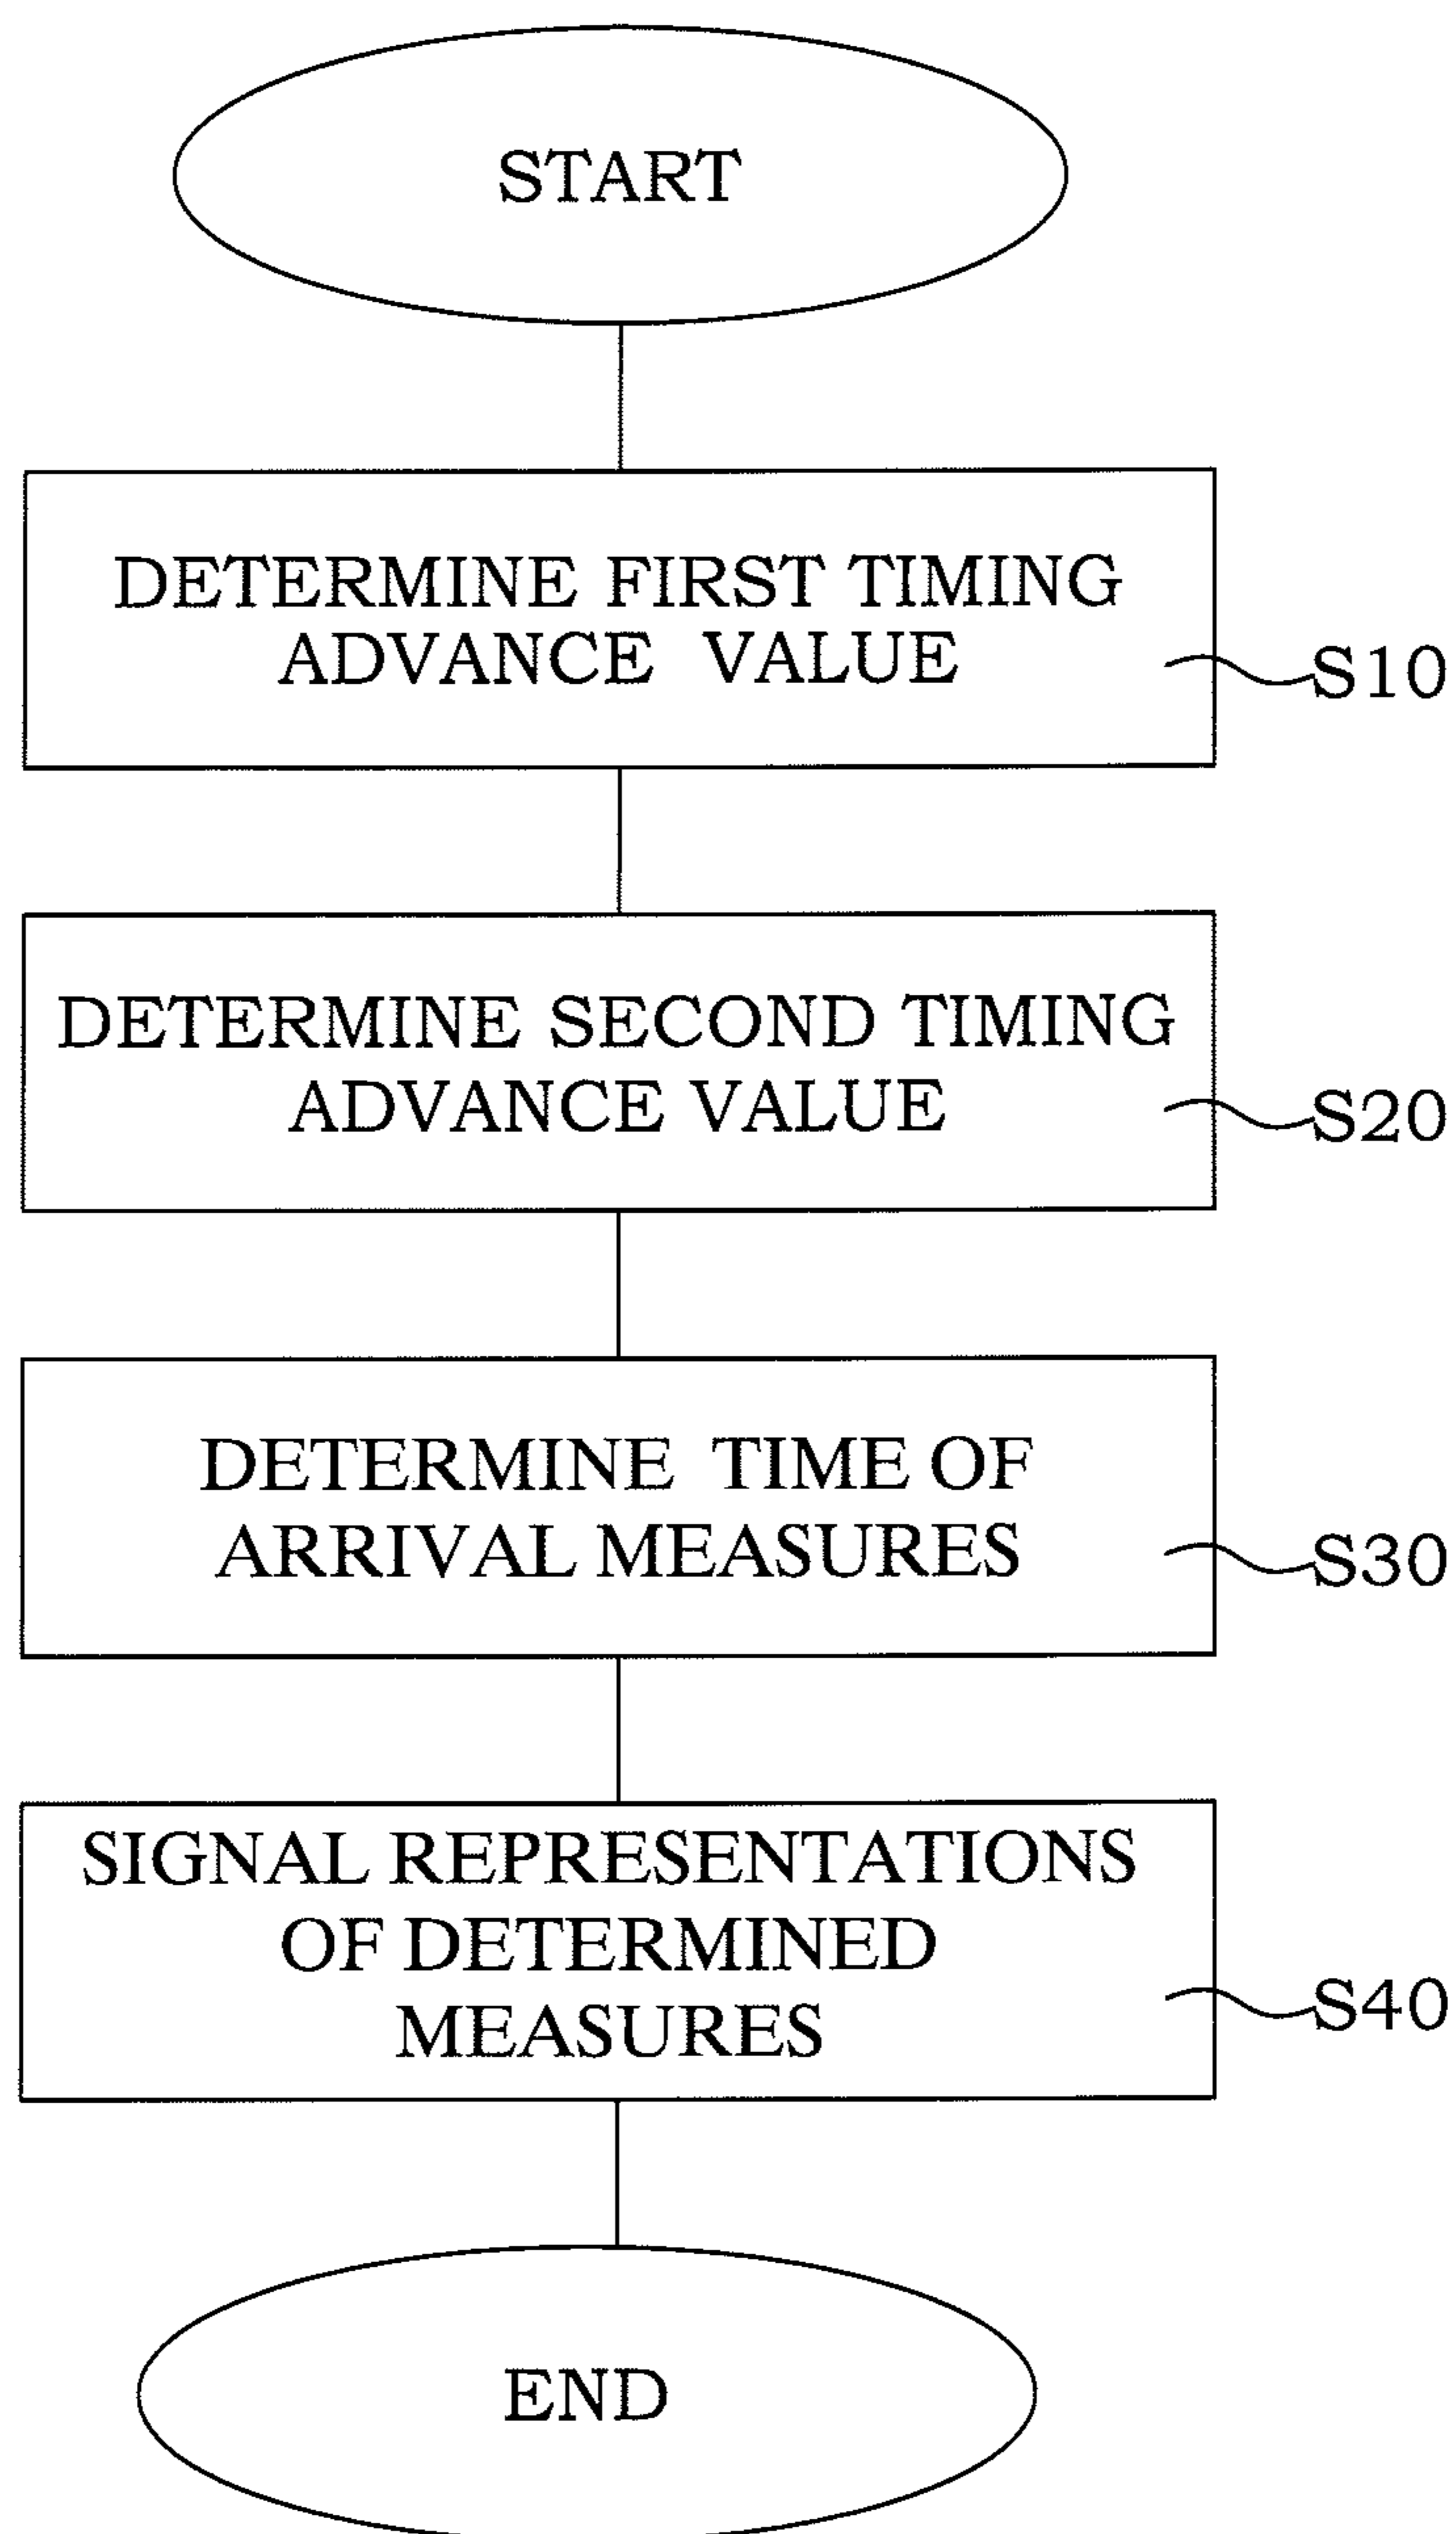 START
DETERMINE FIRST TIMING
ADVANCE VALUE
S10
DETERMINE SECOND TIMING
ADVANCE VALUE
S20
DETERMINE TIME OF
ARRIVAL MEASURES
S30
SIGNAL REPRESENTATIONS
OF DETERMINED
MEASURES
S40
END